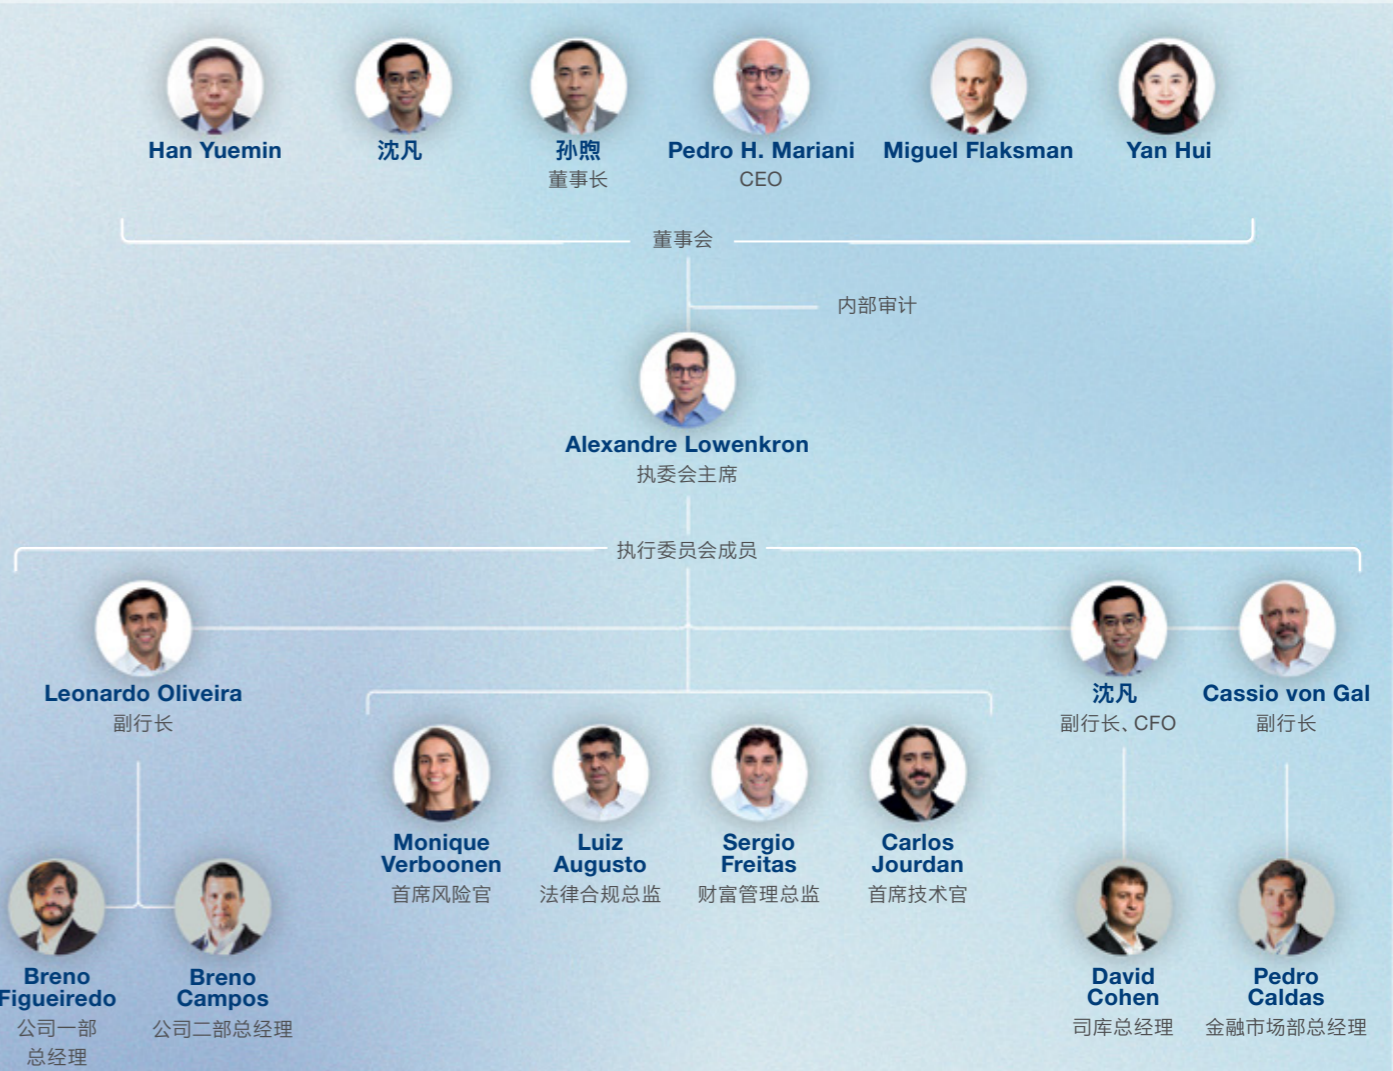 Han Yuemin
沈凡
孙煦
董事长
Pedro H. Mariani
CEO
Miguel Flaksman
Yan Hui
董事会
内部审计
Alexandre Lowenkron
执委会主席
执行委员会成员
Leonardo Oliveira
副行长
沈凡
副行长、CFO
Cassio von Gal
副行长
Monique
Verboonen
首席风险官
Luiz
Augusto
法律合规总监
Sergio
Freitas
财富管理总监
Carlos
Jourdan
首席技术官
Breno
Figueiredo
公司一部
总经理
Breno
Campos
公司二部总经理
David
Cohen
司库总经理
Pedro
Caldas
金融市场部总经理